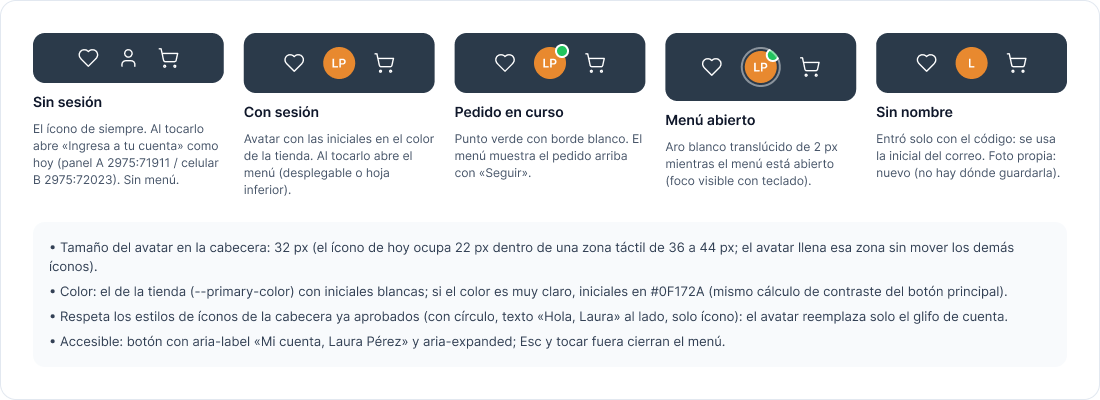 LP
LP
LP
L
Sin sesión
El ícono de siempre. Al tocarlo
abre «Ingresa a tu cuenta» como
hoy (panel A 2975:71911 / celular
B 2975:72023). Sin menú.
Con sesión
Avatar con las iniciales en el color
de la tienda. Al tocarlo abre el
menú (desplegable o hoja
inferior).
Pedido en curso
Punto verde con borde blanco. El
menú muestra el pedido arriba
con «Seguir».
Menú abierto
Aro blanco translúcido de 2 px
mientras el menú está abierto
(foco visible con teclado).
Sin nombre
Entró solo con el código: se usa
la inicial del correo. Foto propia:
nuevo (no hay dónde guardarla).
• Tamaño del avatar en la cabecera: 32 px (el ícono de hoy ocupa 22 px dentro de una zona táctil de 36 a 44 px; el avatar llena esa zona sin mover los demás
íconos).
• Color: el de la tienda (--primary-color) con iniciales blancas; si el color es muy claro, iniciales en #0F172A (mismo cálculo de contraste del botón principal).
• Respeta los estilos de íconos de la cabecera ya aprobados (con círculo, texto «Hola, Laura» al lado, solo ícono): el avatar reemplaza solo el glifo de cuenta.
• Accesible: botón con aria-label «Mi cuenta, Laura Pérez» y aria-expanded; Esc y tocar fuera cierran el menú.